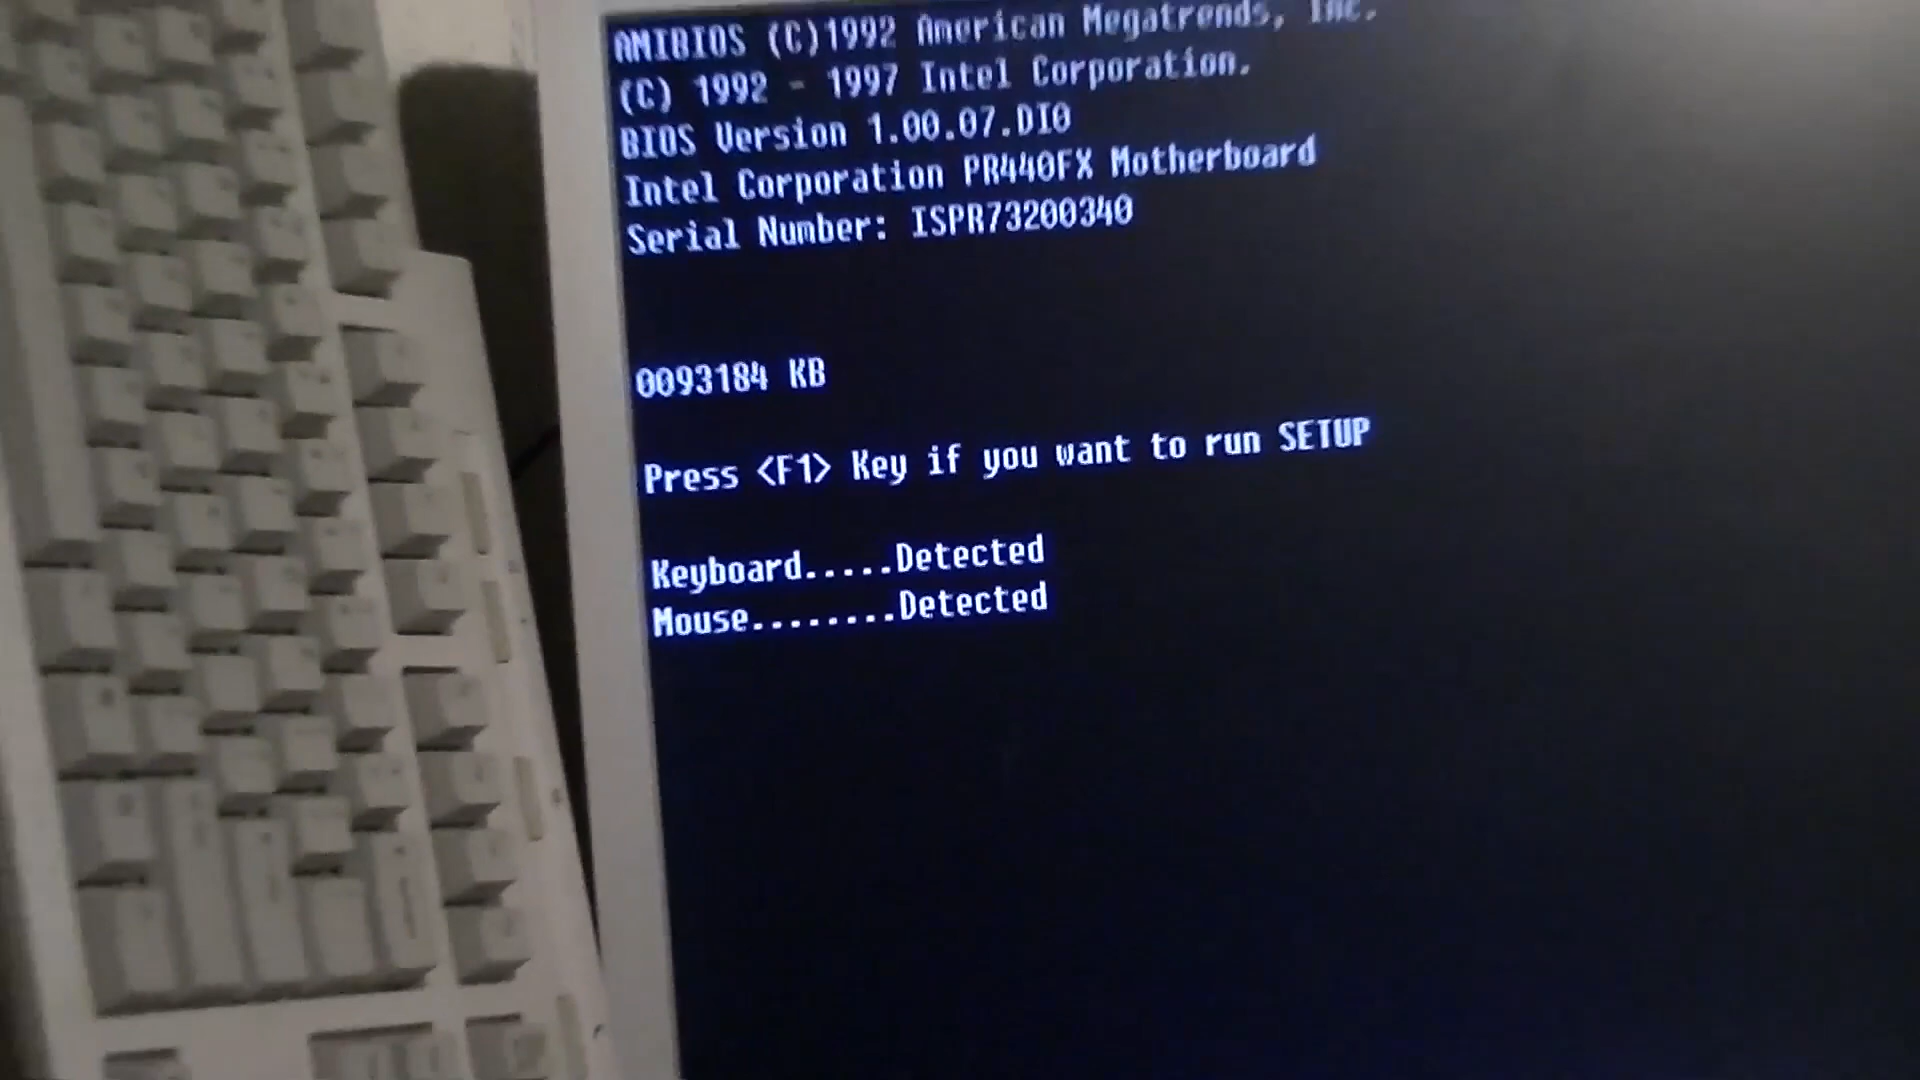 AMIBIOS (C)1992 American Megatrends, Inc.
(C) 1992 - 1997 Intel Corporation.
BIOS Version 1.00.07.DI0
Intel Corporation PR440FX Motherboard
Serial Number: ISPR73200340
0093184 KB
Press <F1> Key if you want to run SETUP
Keyboard.....Detected
Mouse........Detected